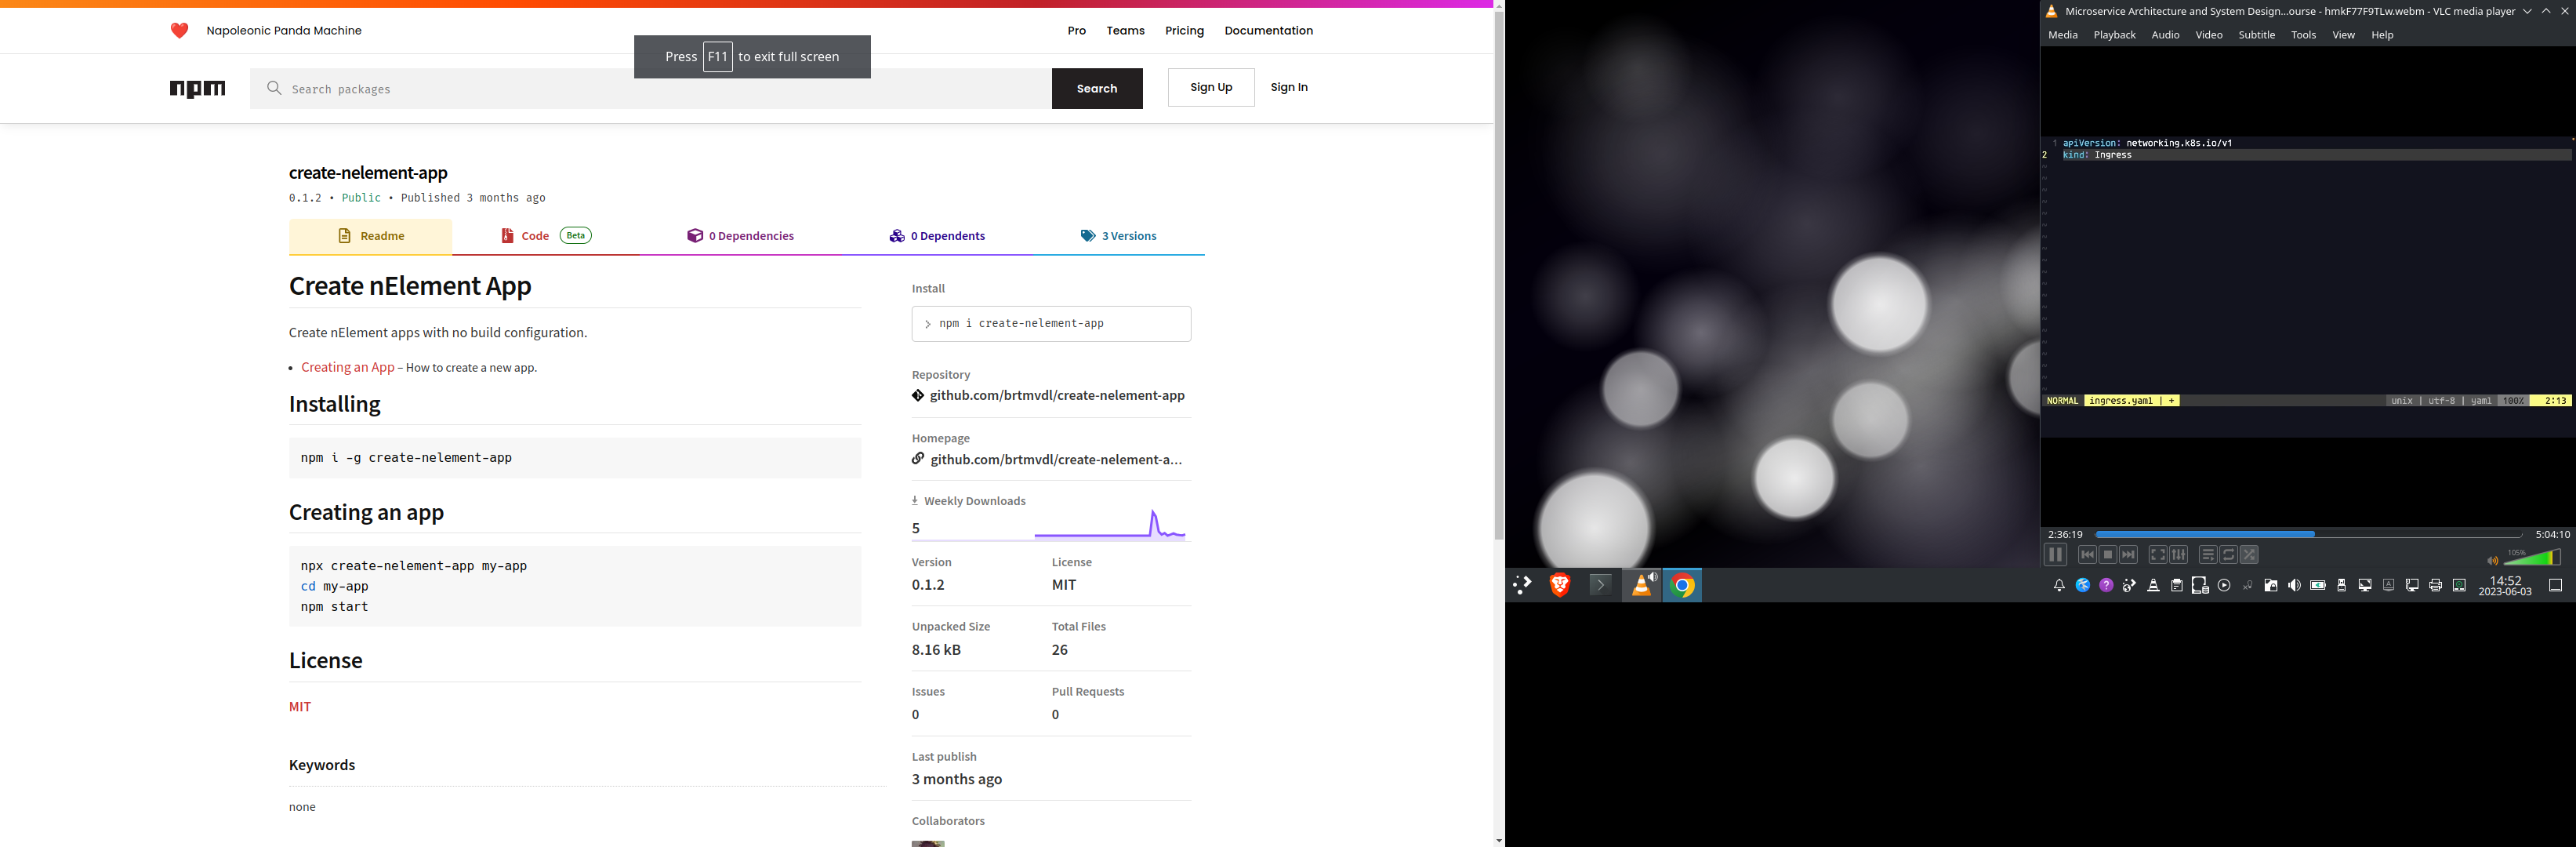 Napoleonic Panda Machine
Pro
Teams
Pricing
Documentation
Press F11 to exit full screen
npm
Search packages
Search
Sign Up
Sign In
create-nelement-app
0.1.2 • Public • Published 3 months ago
Readme
Code Beta
0 Dependencies
0 Dependents
3 Versions
Create nElement App
Create nElement apps with no build configuration.
• Creating an App – How to create a new app.
Installing
npm i -g create-nelement-app
Creating an app
npx create-nelement-app my-app
cd my-app
npm start
License
MIT
Keywords
none
Install
npm i create-nelement-app
Repository
github.com/brtmvdl/create-nelement-app
Homepage
github.com/brtmvdl/create-nelement-a...
Weekly Downloads
5
Version
License
0.1.2
MIT
Unpacked Size
Total Files
8.16 kB
26
Issues
Pull Requests
0
0
Last publish
3 months ago
Collaborators
Microservice Architecture and System Design...ourse - hmkF77F9TLw.webm - VLC media player
Media Playback Audio Video Subtitle Tools View Help
1 apiVersion: networking.k8s.io/v1
2 kind: Ingress
NORMAL ingress.yaml | + unix | utf-8 | yaml 100% 2:13
2:36:19
5:04:10
105%
14:52
2023-06-03